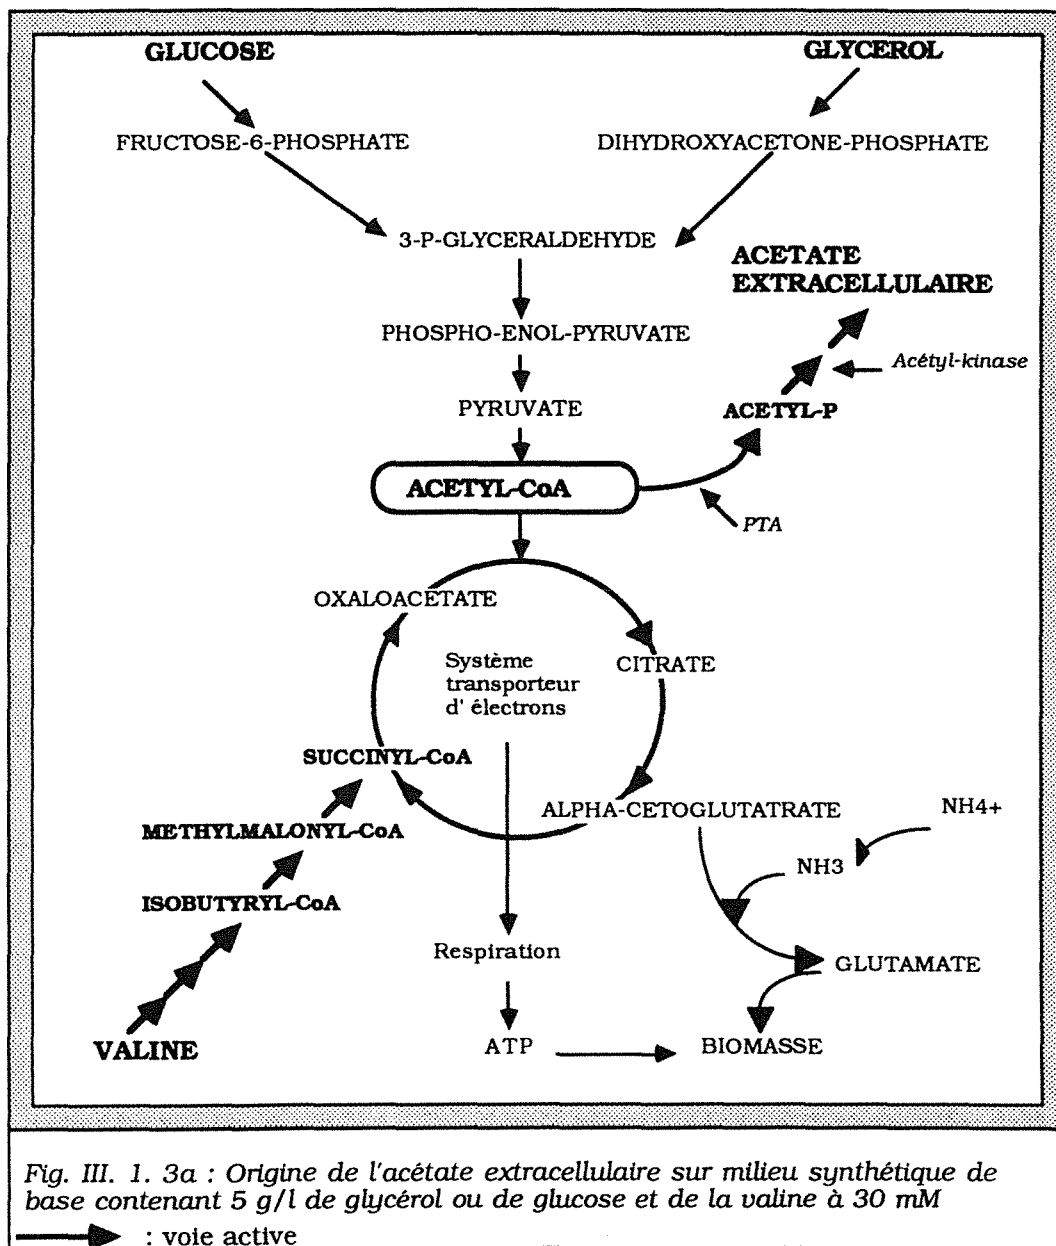 GLUCOSE
GLYCEROL
FRUCTOSE-6-PHOSPHATE
DIHYDROXYACETONE-PHOSPHATE
3-P-GLYCERALDEHYDE
ACETATE
EXTRACELLULAIRE
PHOSPHO-ENOL-PYRUVATE
Acétyl-kinase
PYRUVATE
ACETYL-P
ACETYL-CoA
PTA
OXALOACETATE
CITRATE
Système
transporteur
d' électrons
SUCCINYL-CoA
ALPHA-CETOGLUTATRATE
NH4+
METHYLMALONYL-CoA
NH3
ISOBUTYRYL-CoA
Respiration
GLUTAMATE
VALINE
ATP
BIOMASSE
Fig. III. 1. 3a : Origine de l'acétate extracellulaire sur milieu synthétique de
base contenant 5 g/l de glycérol ou de glucose et de la valine à 30 mM
: voie active